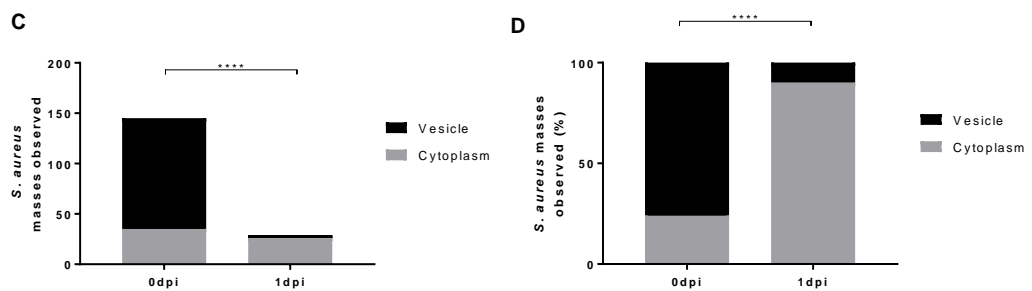 C
****
200
150
100
50
0
S. aureus
masses observed
0dpi
1dpi
Vesicle
Cytoplasm
D
****
100
50
0
S. aureus masses
observed (%)
0dpi
1dpi
Vesicle
Cytoplasm